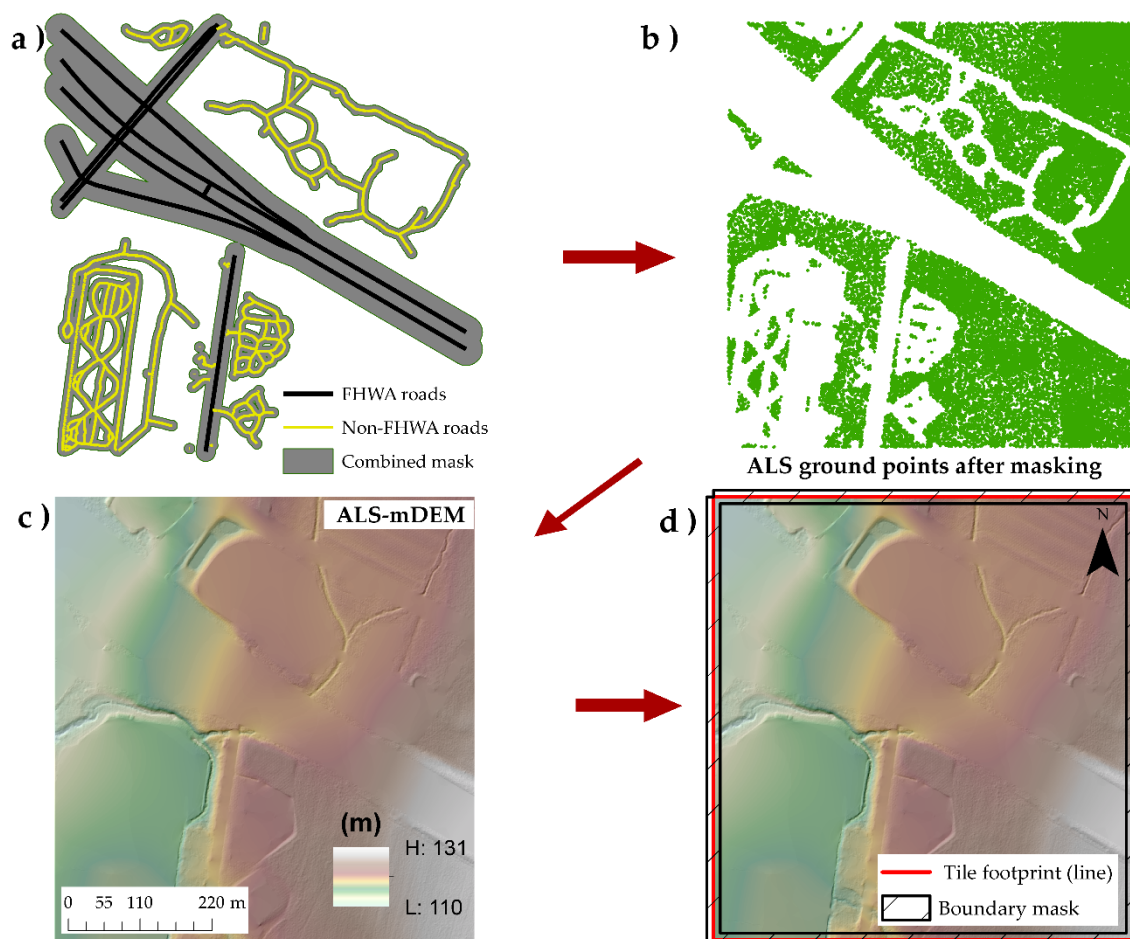 a )
b )
FHWA roads
Non-FHWA roads
Combined mask
ALS ground points after masking
c )
ALS-mDEM
(m)
H: 131
L: 110
0 55 110 220 m
d )
N
Tile footprint (line)
Boundary mask